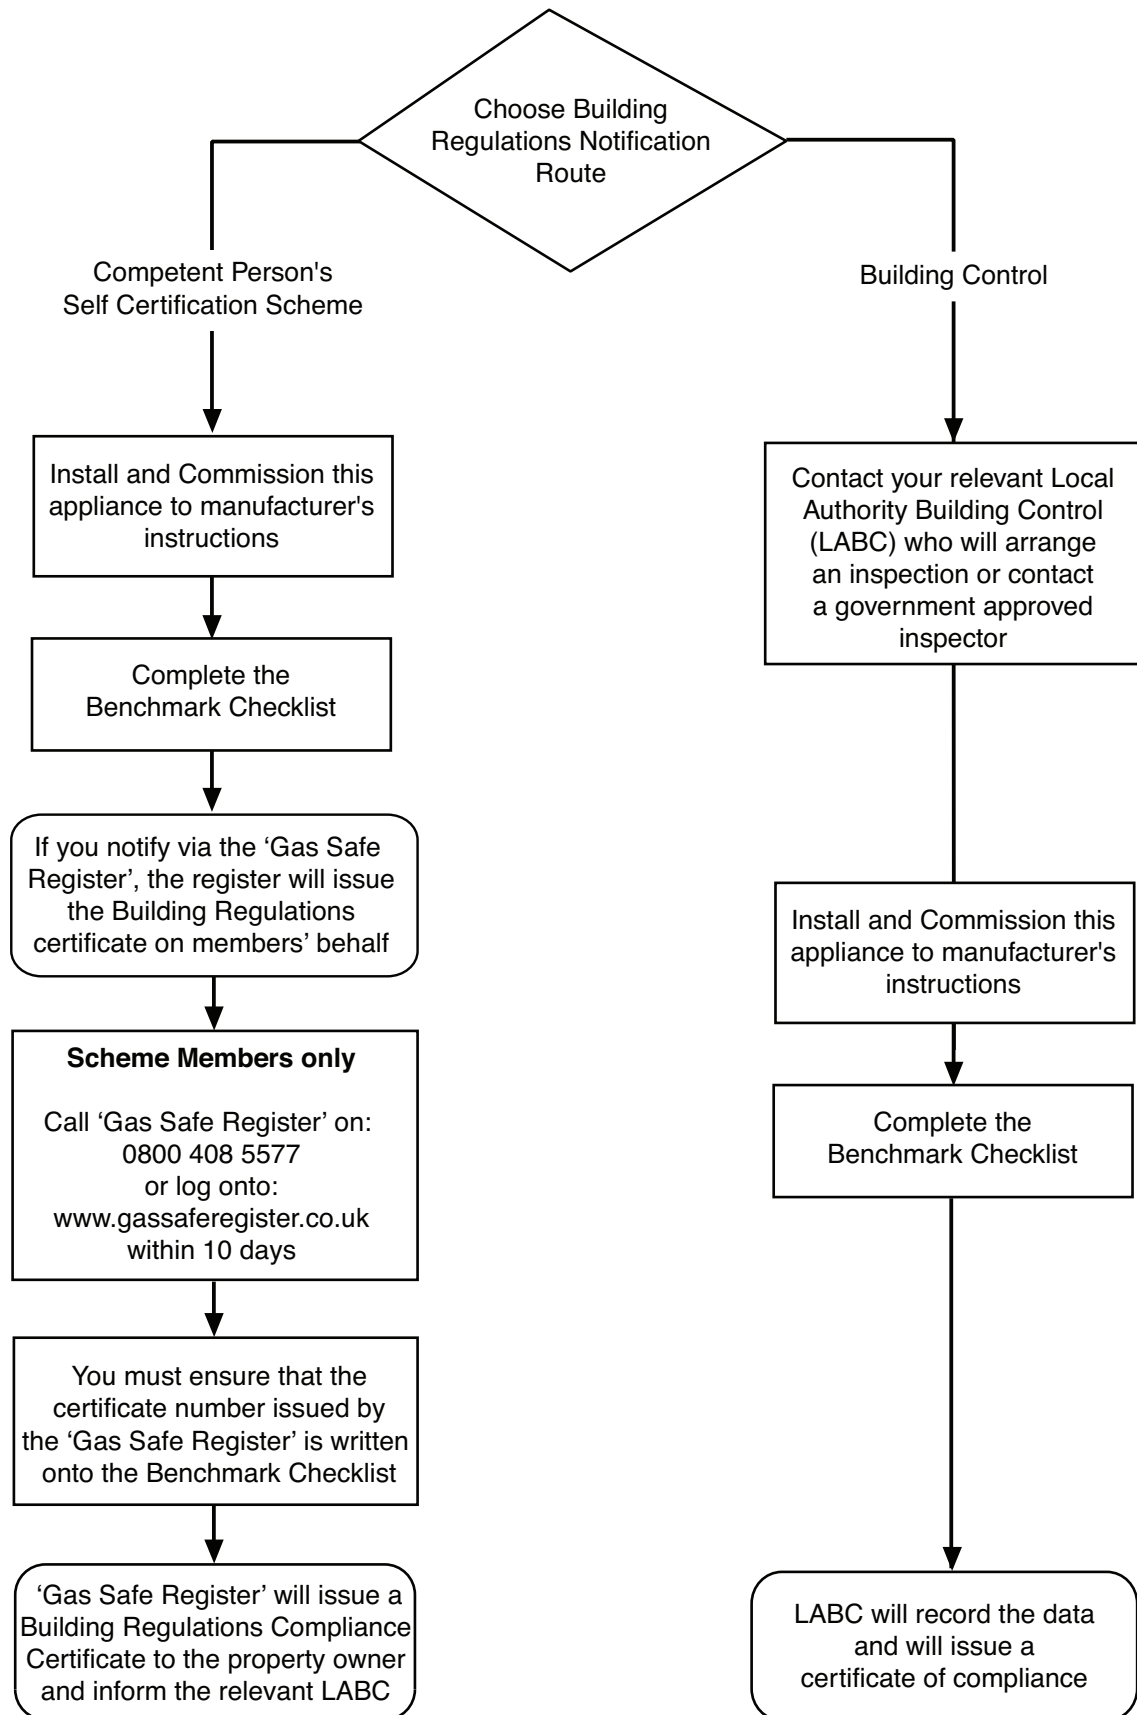 Choose Building
Regulations Notification
Route
Competent Person's
Self Certification Scheme
Building Control
Install and Commission this
appliance to manufacturer's
instructions
Complete the
Benchmark Checklist
If you notify via the ‘Gas Safe
Register’, the register will issue
the Building Regulations
certificate on members’ behalf
Scheme Members only
Call ‘Gas Safe Register’ on:
0800 408 5577
or log onto:
www.gassaferegister.co.uk
within 10 days
You must ensure that the
certificate number issued by
the ‘Gas Safe Register’ is written
onto the Benchmark Checklist
‘Gas Safe Register’ will issue a
Building Regulations Compliance
Certificate to the property owner
and inform the relevant LABC
Contact your relevant Local
Authority Building Control
(LABC) who will arrange
an inspection or contact
a government approved
inspector
Install and Commission this
appliance to manufacturer's
instructions
Complete the
Benchmark Checklist
LABC will record the data
and will issue a
certificate of compliance